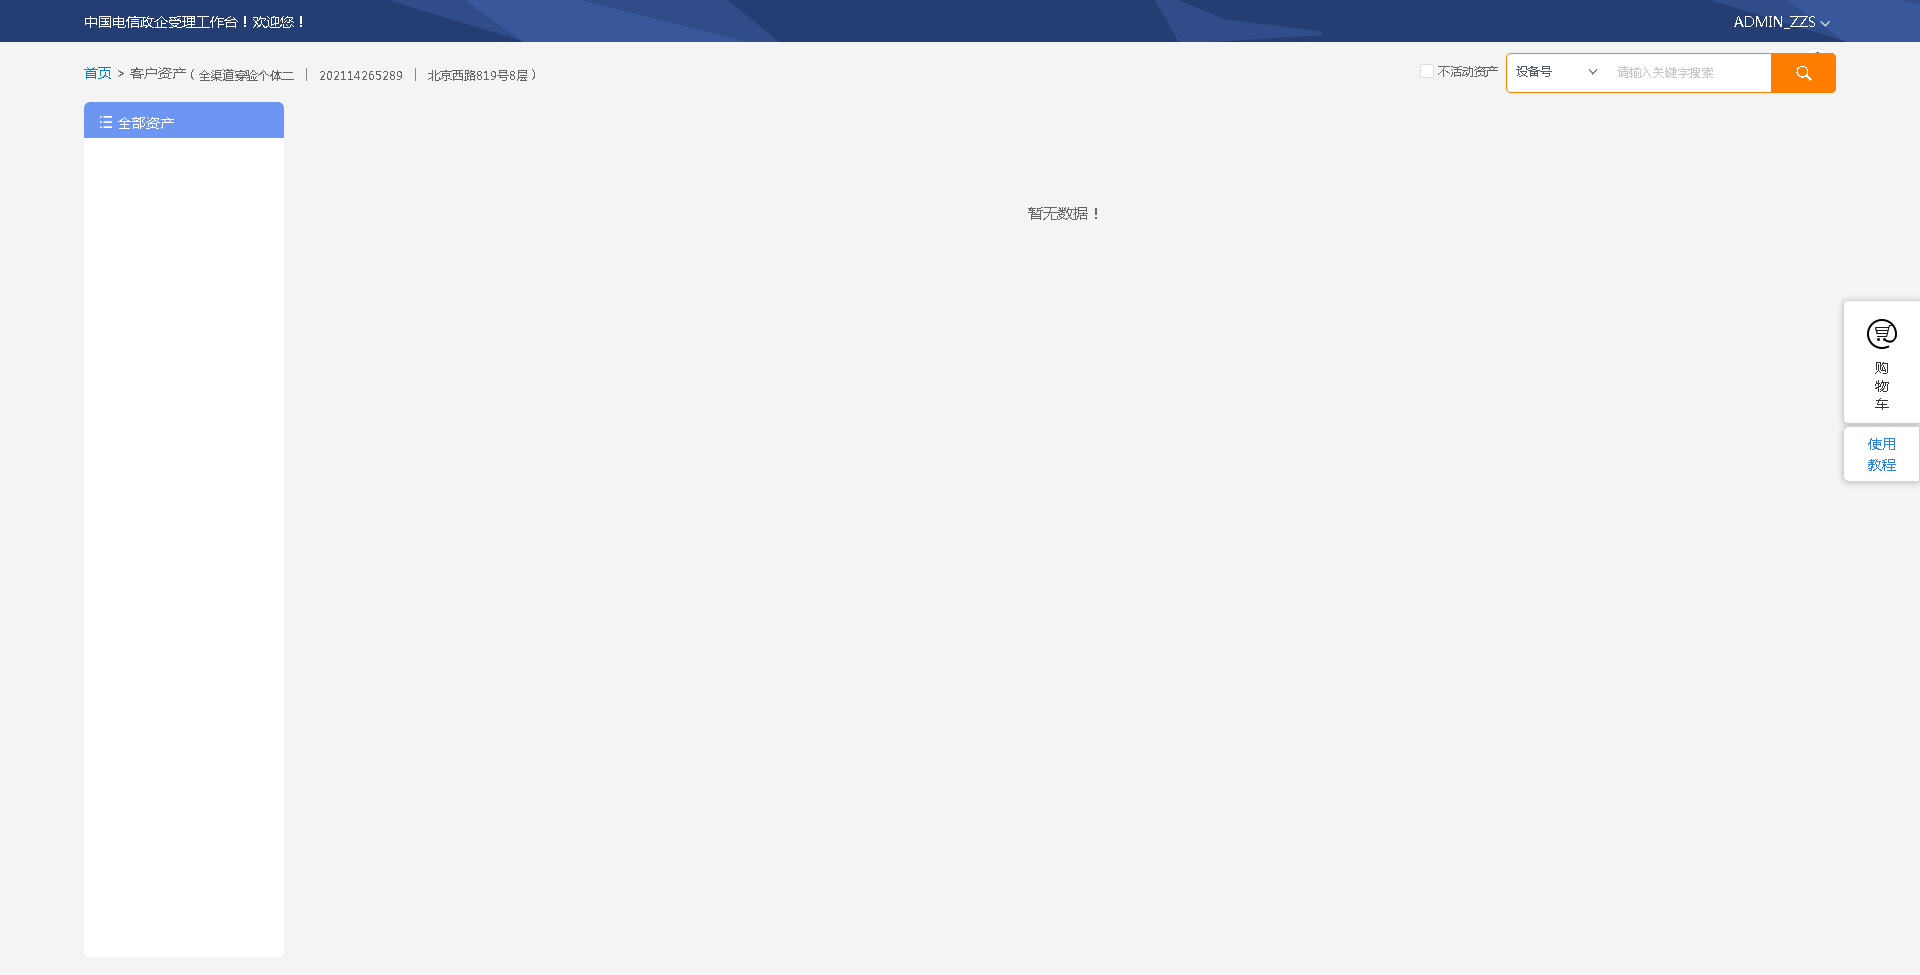 中国电信政企受理工作台！欢迎您！
ADMIN_ZZS
首页 > 客户资产（ 全渠道穿验个体二 ｜ 202114265289 ｜ 北京西路819号8层 ）
不活动资产
设备号
请输入关键字搜索
全部资产
暂无数据！
购
物
车
使用
教程